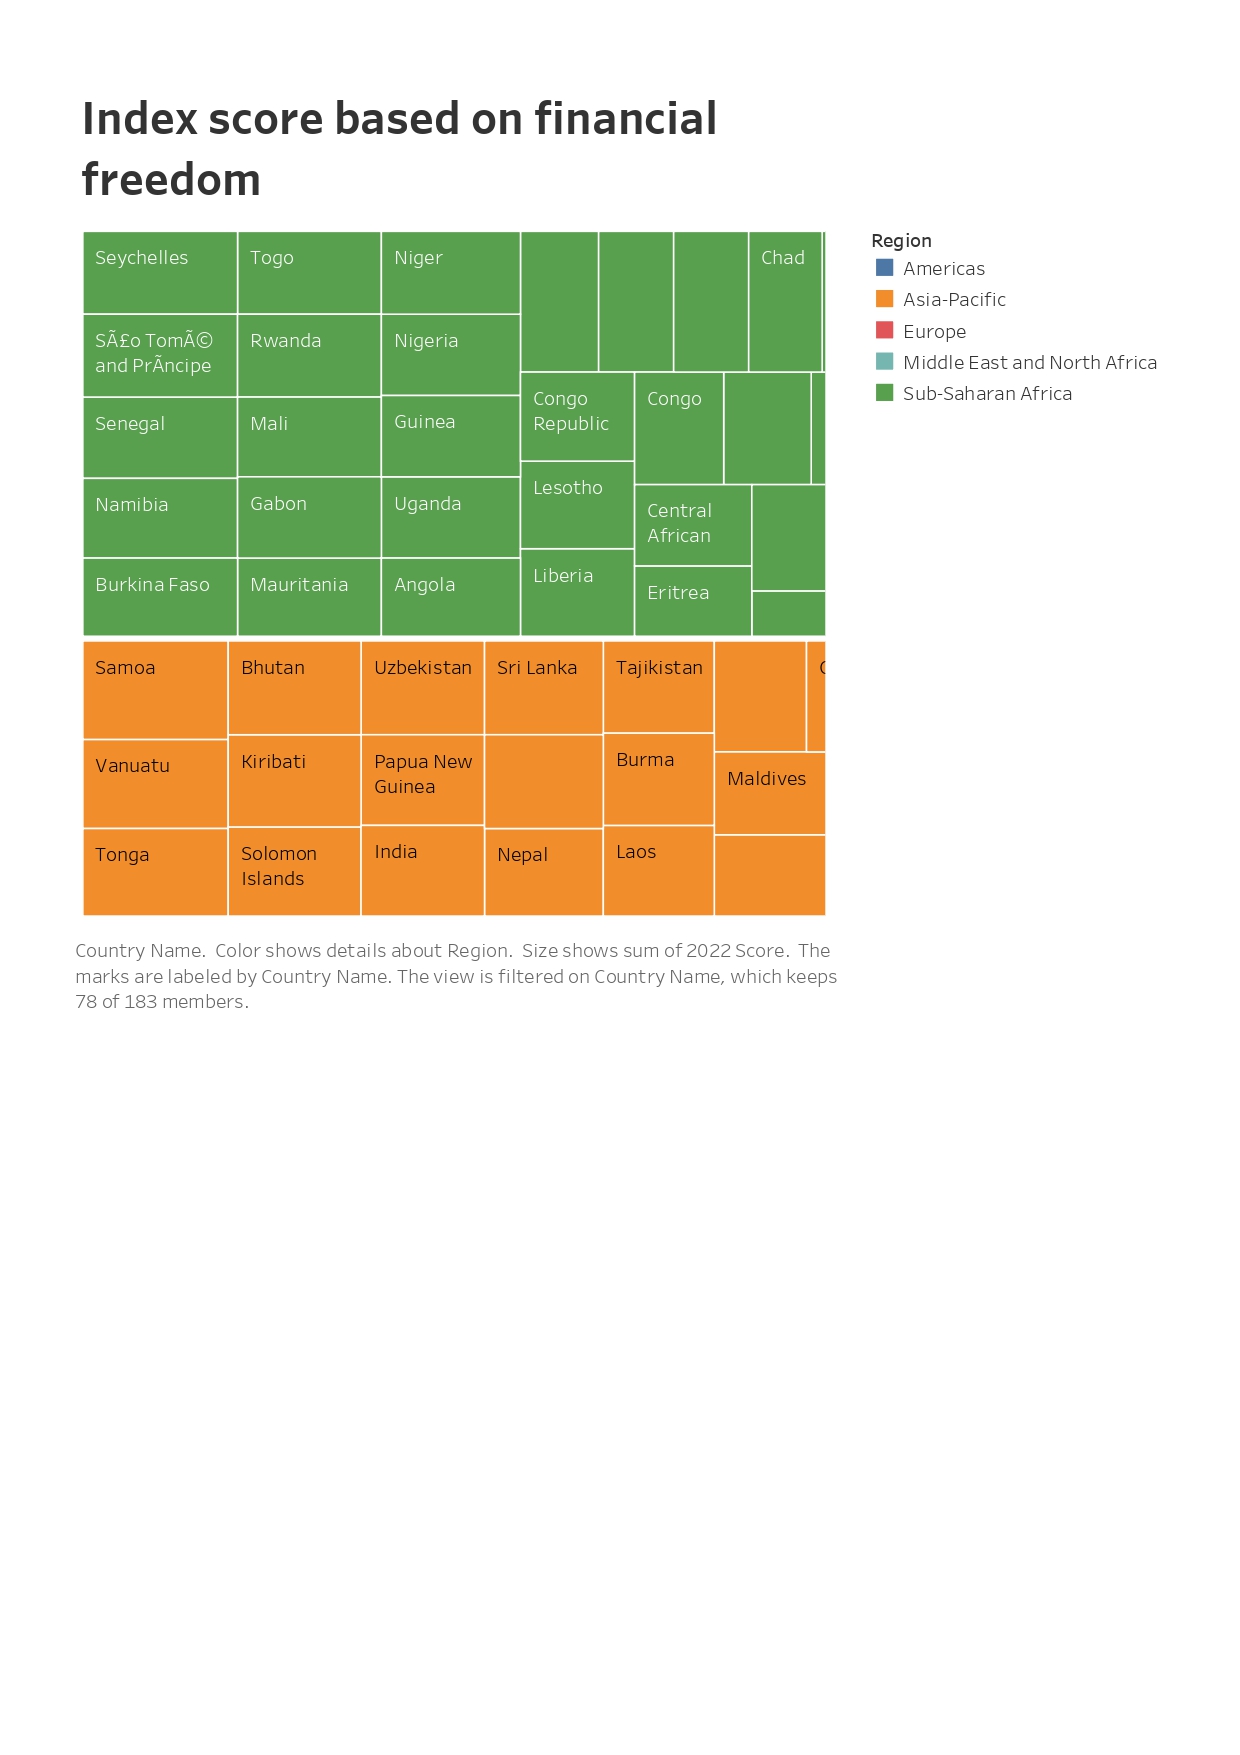 Index score based on financial
freedom
Seychelles
Togo
Niger
Chad
SÃ£o TomÃ©
and PrÃncipe
Rwanda
Nigeria
Congo
Republic
Congo
Senegal
Mali
Guinea
Lesotho
Namibia
Gabon
Uganda
Central
African
Burkina Faso
Mauritania
Angola
Liberia
Eritrea
Samoa
Bhutan
Uzbekistan
Sri Lanka
Tajikistan
Vanuatu
Kiribati
Papua New
Guinea
Burma
Maldives
Tonga
Solomon
Islands
India
Nepal
Laos
Region
Americas
Asia-Pacific
Europe
Middle East and North Africa
Sub-Saharan Africa
Country Name.  Color shows details about Region.  Size shows sum of 2022 Score.  The
marks are labeled by Country Name. The view is filtered on Country Name, which keeps
78 of 183 members.